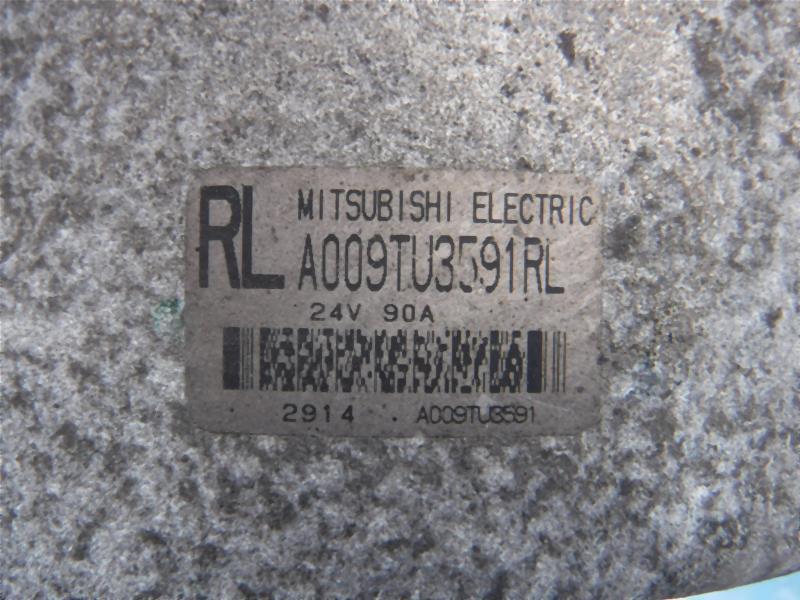 RL MITSUBISHI ELECTRIC
A009TU3591RL
24V 90A
2914 A009TU3591